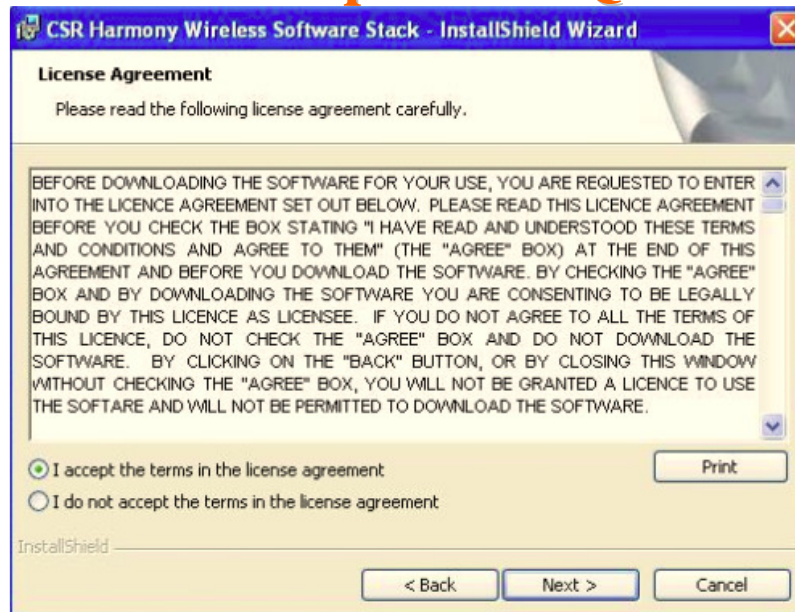 CSR Harmony Wireless Software Stack - InstallShield Wizard
License Agreement
Please read the following license agreement carefully.
BEFORE DOWNLOADING THE SOFTWARE FOR YOUR USE, YOU ARE REQUESTED TO ENTER
INTO THE LICENCE AGREEMENT SET OUT BELOW. PLEASE READ THIS LICENCE AGREEMENT
BEFORE YOU CHECK THE BOX STATING "I HAVE READ AND UNDERSTOOD THESE TERMS
AND CONDITIONS AND AGREE TO THEM" (THE "AGREE" BOX) AT THE END OF THIS
AGREEMENT AND BEFORE YOU DOWNLOAD THE SOFTWARE. BY CHECKING THE "AGREE"
BOX AND BY DOWNLOADING THE SOFTWARE YOU ARE CONSENTING TO BE LEGALLY
BOUND BY THIS LICENCE AS LICENSEE. IF YOU DO NOT AGREE TO ALL THE TERMS OF
THIS LICENCE, DO NOT CHECK THE "AGREE" BOX AND DO NOT DOWNLOAD THE
SOFTWARE. BY CLICKING ON THE "BACK" BUTTON, OR BY CLOSING THIS WINDOW
WITHOUT CHECKING THE "AGREE" BOX, YOU WILL NOT BE GRANTED A LICENCE TO USE
THE SOFTARE AND WILL NOT BE PERMITTED TO DOWNLOAD THE SOFTWARE.
I accept the terms in the license agreement
Print
I do not accept the terms in the license agreement
InstallShield
< Back Next > Cancel